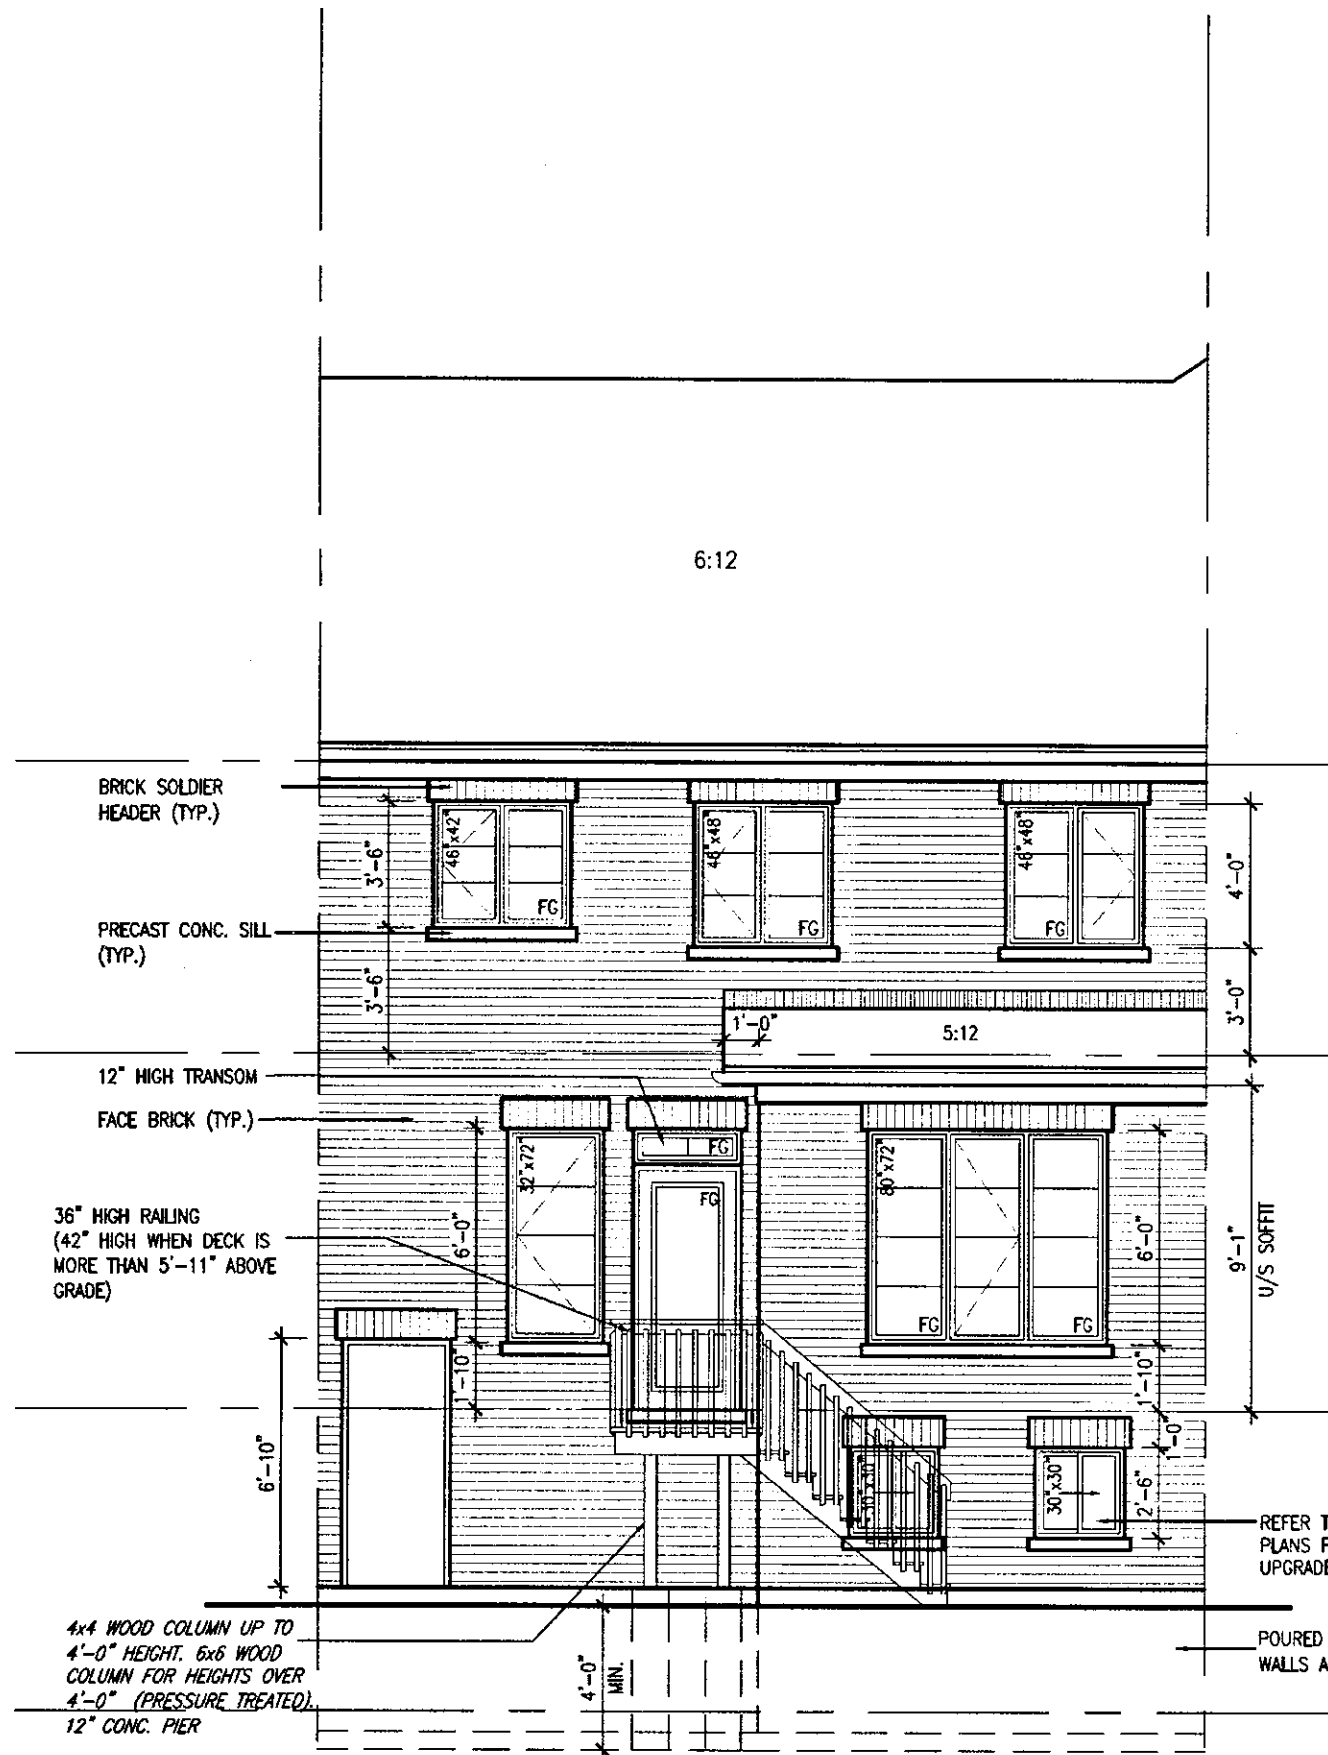 6:12
BRICK SOLDIER
HEADER (TYP.)
46"x42"
FG
46"x48"
FG
46"x48"
FG
3'-6"
4'-0"
PRECAST CONC. SILL
(TYP.)
3'-6"
3'-0"
1'-0"
5:12
12" HIGH TRANSOM
FACE BRICK (TYP.)
FG
32"x72"
FG
80"x72"
FG
FG
6'-0"
6'-0"
9'-1"
U/S SOFFIT
36" HIGH RAILING
(42" HIGH WHEN DECK IS
MORE THAN 5'-11" ABOVE
GRADE)
1'-10"
1'-10"
1'-0"
6'-10"
30"x30"
30"x30"
2'-6"
REFER T
PLANS F
UPGRADE
4x4 WOOD COLUMN UP TO
4'-0" HEIGHT. 6x6 WOOD
COLUMN FOR HEIGHTS OVER
4'-0" (PRESSURE TREATED).
12" CONC. PIER
4'-0"
MIN.
POURED
WALLS A